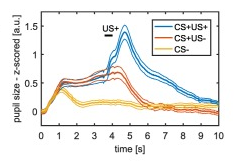 US+
CS+US+
CS+US-
CS-
pupil size - z-scored [a.u.]
1.5
1
0.5
0
0 1 2 3 4 5 6 7 8 9 10
time [s]